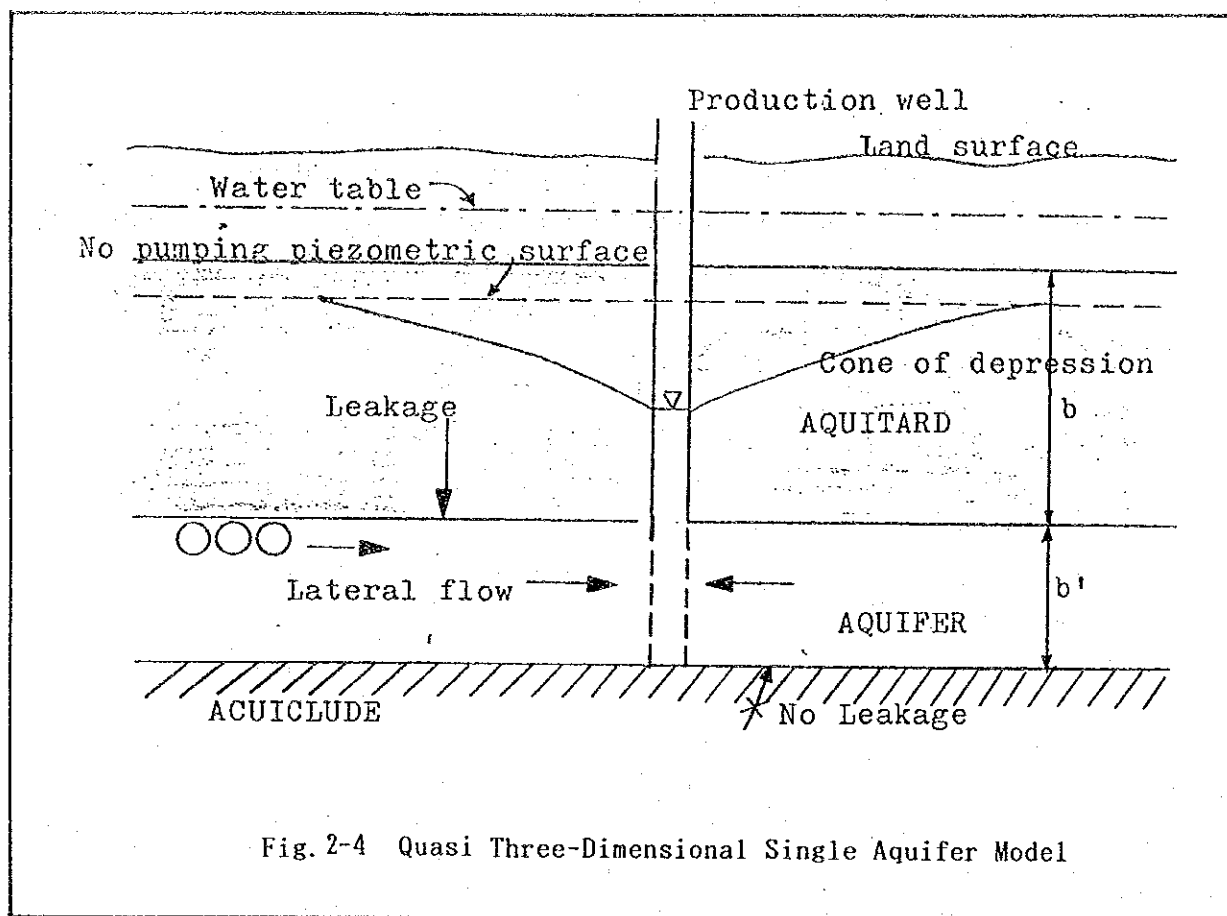 Production well
Land surface
Water table
No pumping piezometric surface
Cone of depression
Leakage
AQUITARD
b
Lateral flow
b'
AQUIFER
ACUICLUDE
No Leakage
Fig. 2-4 Quasi Three-Dimensional Single Aquifer Model